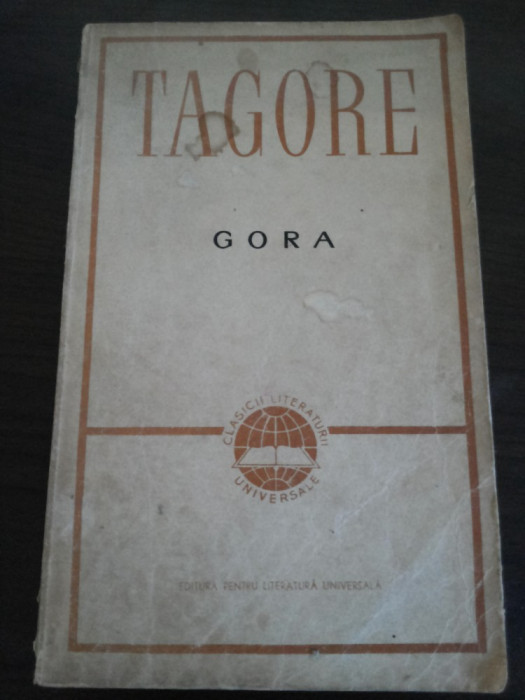 TAGORE
GORA
CLASICII LITERATURII
UNIVERSALE
EDITURA PENTRU LITERATURĂ UNIVERSALĂ